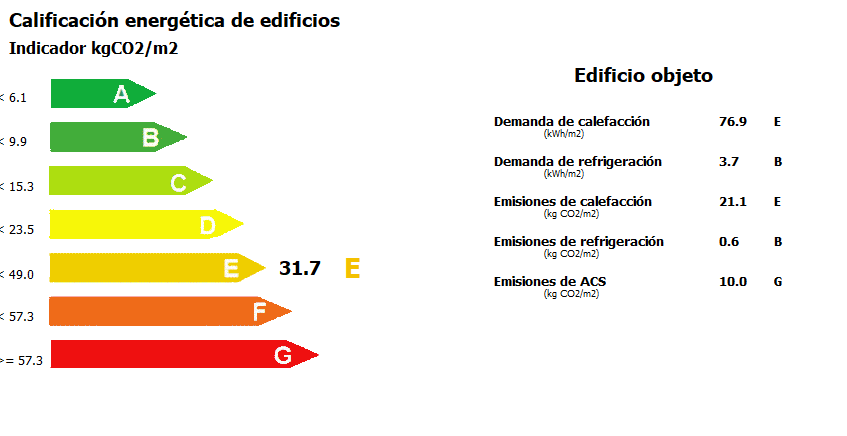 Calificación energética de edificios
Indicador kgCO2/m2
Edificio objeto
< 6.1 A
< 9.9 B
< 15.3 C
< 23.5 D
< 49.0 E 31.7 E
< 57.3 F
>= 57.3 G
Demanda de calefacción 76.9 E
(kWh/m2)
Demanda de refrigeración 3.7 B
(kWh/m2)
Emisiones de calefacción 21.1 E
(kg CO2/m2)
Emisiones de refrigeración 0.6 B
(kg CO2/m2)
Emisiones de ACS 10.0 G
(kg CO2/m2)